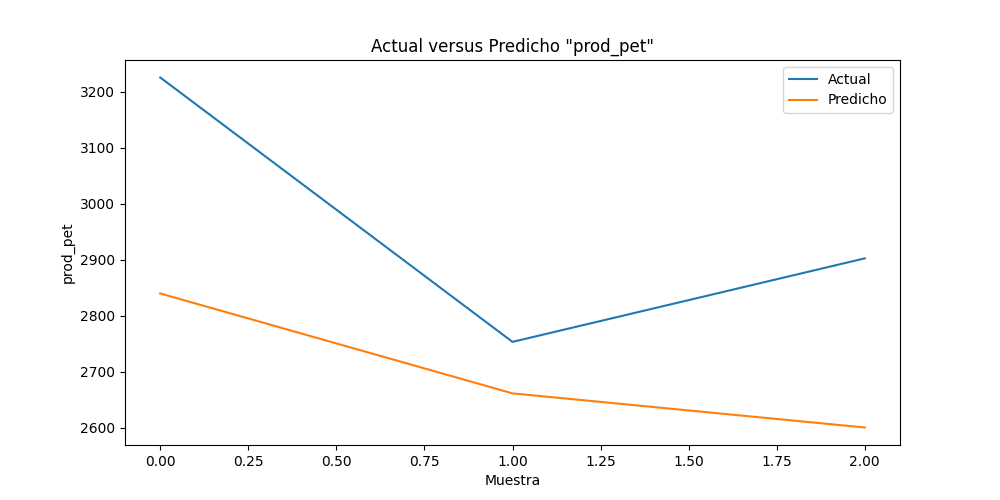 Actual versus Predicho "prod_pet"
Actual
Predicho
prod_pet
3200
3100
3000
2900
2800
2700
2600
0.00 0.25 0.50 0.75 1.00 1.25 1.50 1.75 2.00
Muestra